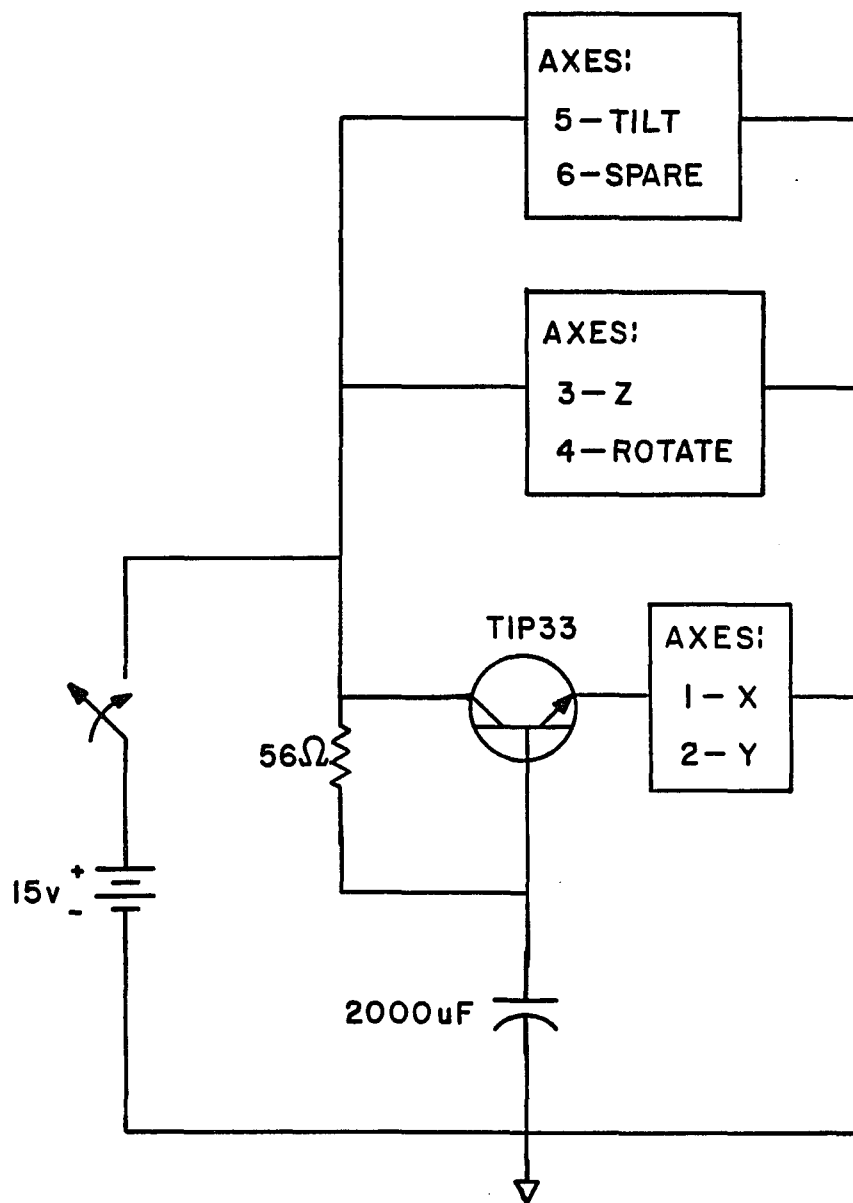 AXES:
5-TILT
6-SPARE
AXES:
3-Z
4-ROTATE
TIP33
AXES:
1-X
2-Y
56Ω
+
15v
-
2000uF